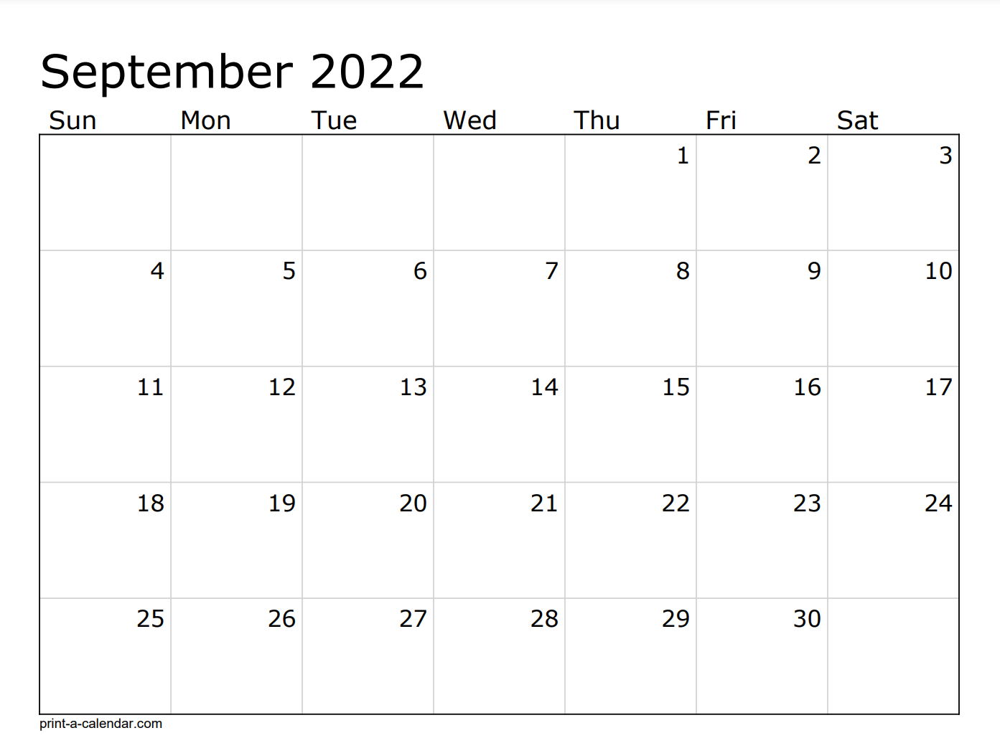 September 2022
Sun Mon Tue Wed Thu Fri Sat
1 2 3
4 5 6 7 8 9 10
11 12 13 14 15 16 17
18 19 20 21 22 23 24
25 26 27 28 29 30
print-a-calendar.com